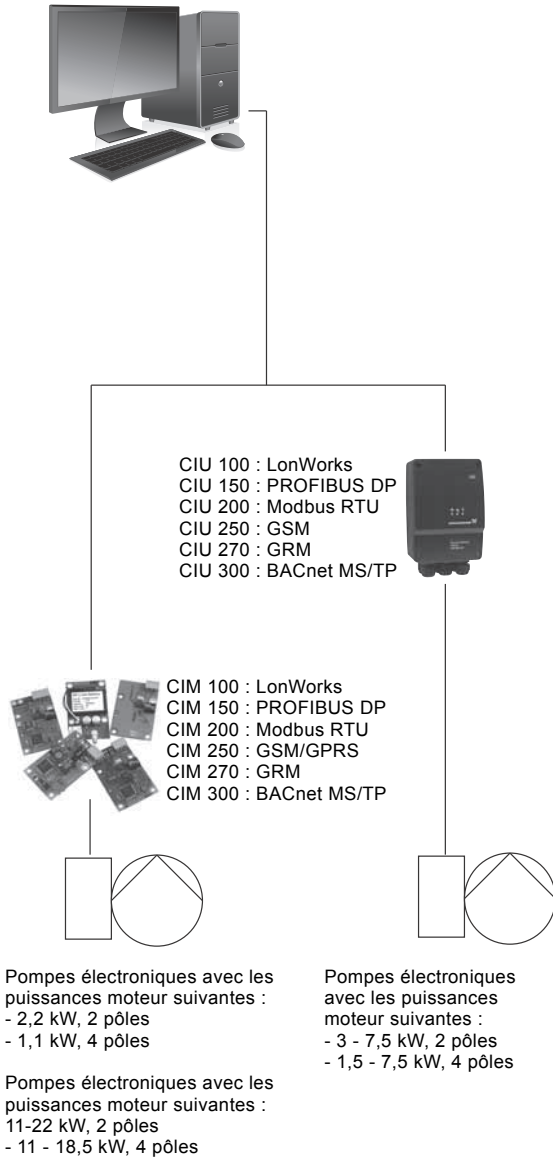 CIU 100 : LonWorks
CIU 150 : PROFIBUS DP
CIU 200 : Modbus RTU
CIU 250 : GSM
CIU 270 : GRM
CIU 300 : BACnet MS/TP
CIM 100 : LonWorks
CIM 150 : PROFIBUS DP
CIM 200 : Modbus RTU
CIM 250 : GSM/GPRS
CIM 270 : GRM
CIM 300 : BACnet MS/TP
Pompes électroniques avec les
puissances moteur suivantes :
- 2,2 kW, 2 pôles
- 1,1 kW, 4 pôles
Pompes électroniques avec les
puissances moteur suivantes :
11-22 kW, 2 pôles
- 11 - 18,5 kW, 4 pôles
Pompes électroniques
avec les puissances
moteur suivantes :
- 3 - 7,5 kW, 2 pôles
- 1,5 - 7,5 kW, 4 pôles